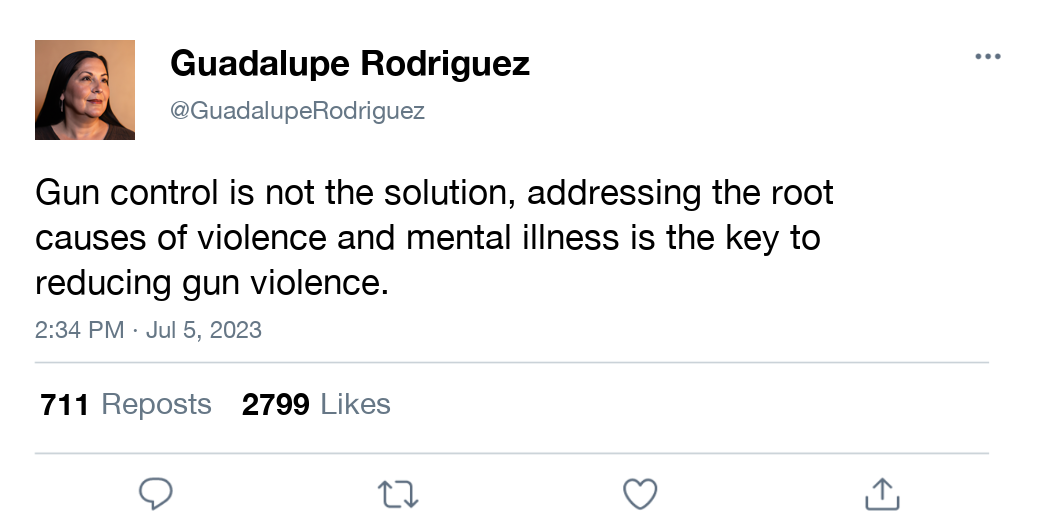 Guadalupe Rodriguez
@GuadalupeRodriguez
Gun control is not the solution, addressing the root
causes of violence and mental illness is the key to
reducing gun violence.
2:34 PM · Jul 5, 2023
711 Reposts 2799 Likes